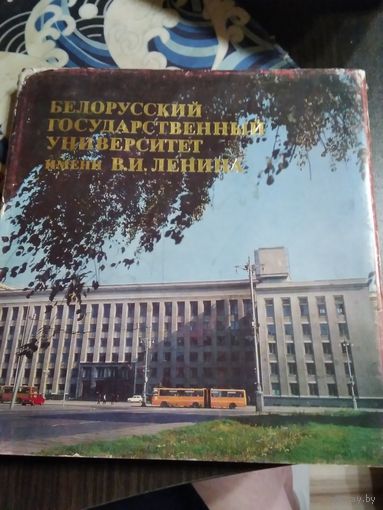 БЕЛОРУССКИЙ
ГОСУДАРСТВЕННЫЙ
УНИВЕРСИТЕТ
ИМЕНИ В.И.ЛЕНИНА